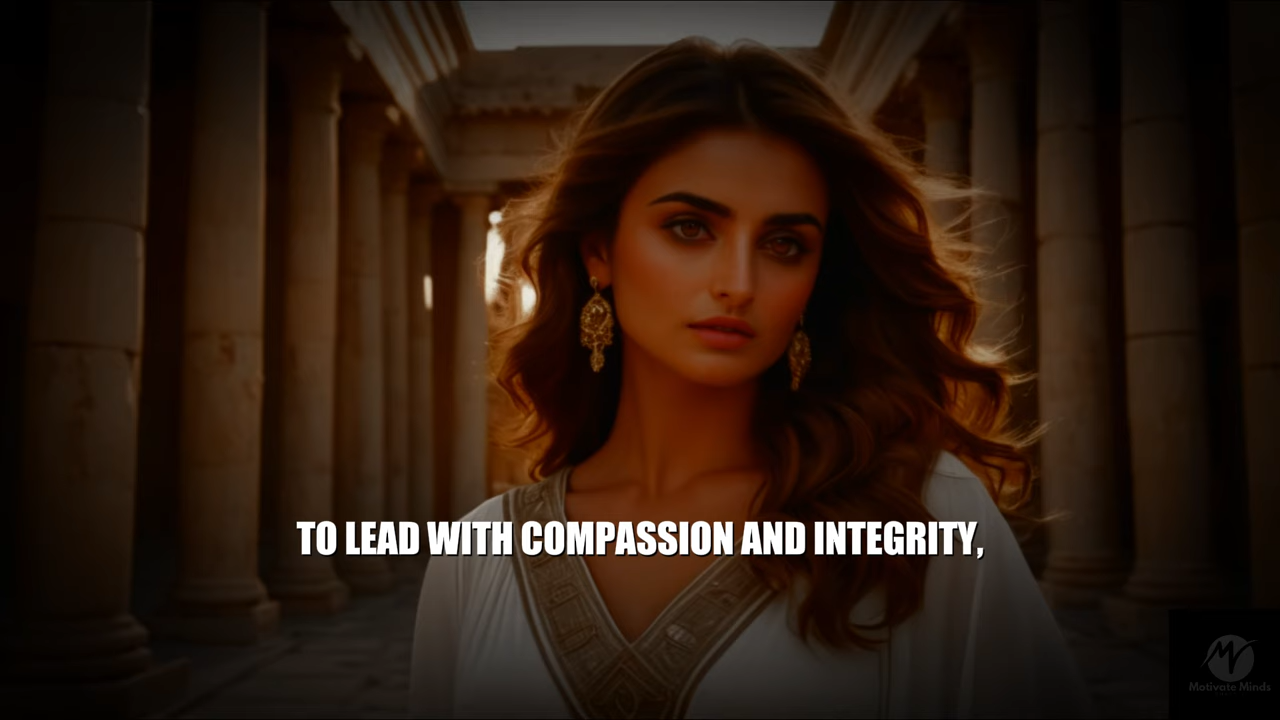 TO LEAD WITH COMPASSION AND INTEGRITY,
Motivate Minds